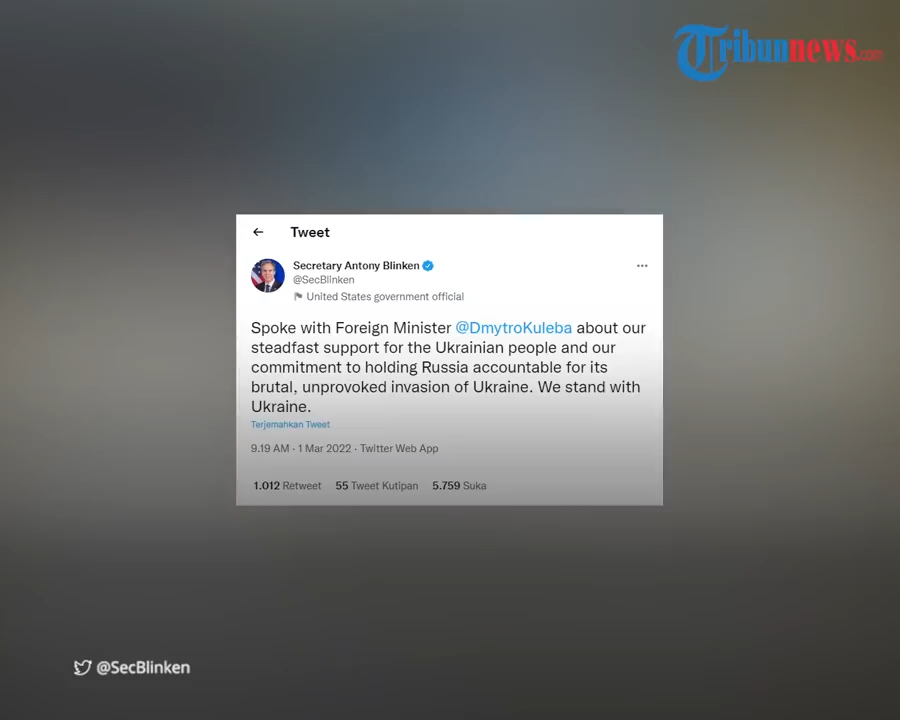 Tribunnews.com
← Tweet
Secretary Antony Blinken
@SecBlinken
United States government official
Spoke with Foreign Minister @DmytroKuleba about our
steadfast support for the Ukrainian people and our
commitment to holding Russia accountable for its
brutal, unprovoked invasion of Ukraine. We stand with
Ukraine.
Terjemahkan Tweet
9.19 AM · 1 Mar 2022 · Twitter Web App
1.012 Retweet 55 Tweet Kutipan 5.759 Suka
@SecBlinken